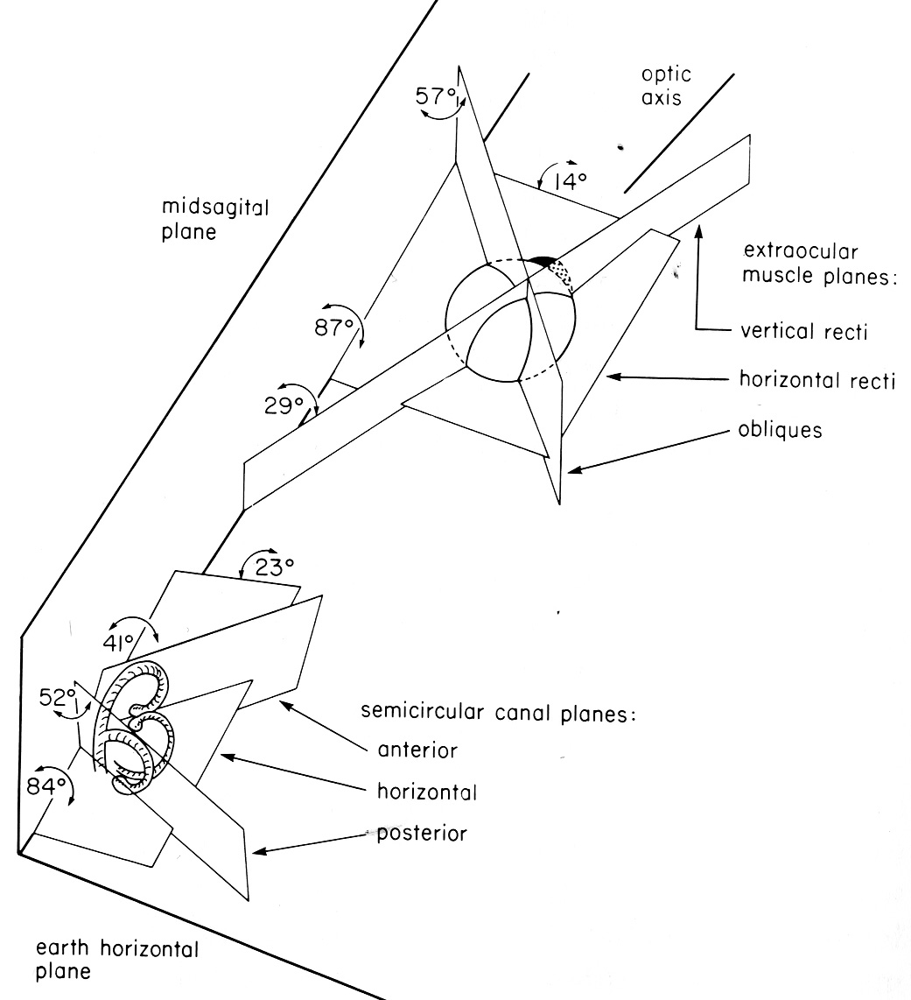 57°
optic
axis
14°
midsagital
plane
extraocular
muscle planes:
87°
vertical recti
horizontal recti
29°
obliques
23°
41°
52°
semicircular canal planes:
anterior
84°
horizontal
posterior
earth horizontal
plane